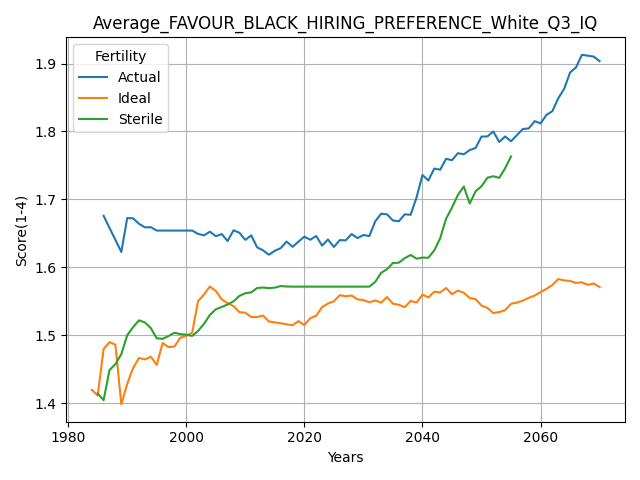 Average_FAVOUR_BLACK_HIRING_PREFERENCE_White_Q3_IQ
Fertility
Actual
Ideal
Sterile
Score(1-4)
1.9
1.8
1.7
1.6
1.5
1.4
1980
2000
2020
2040
2060
Years